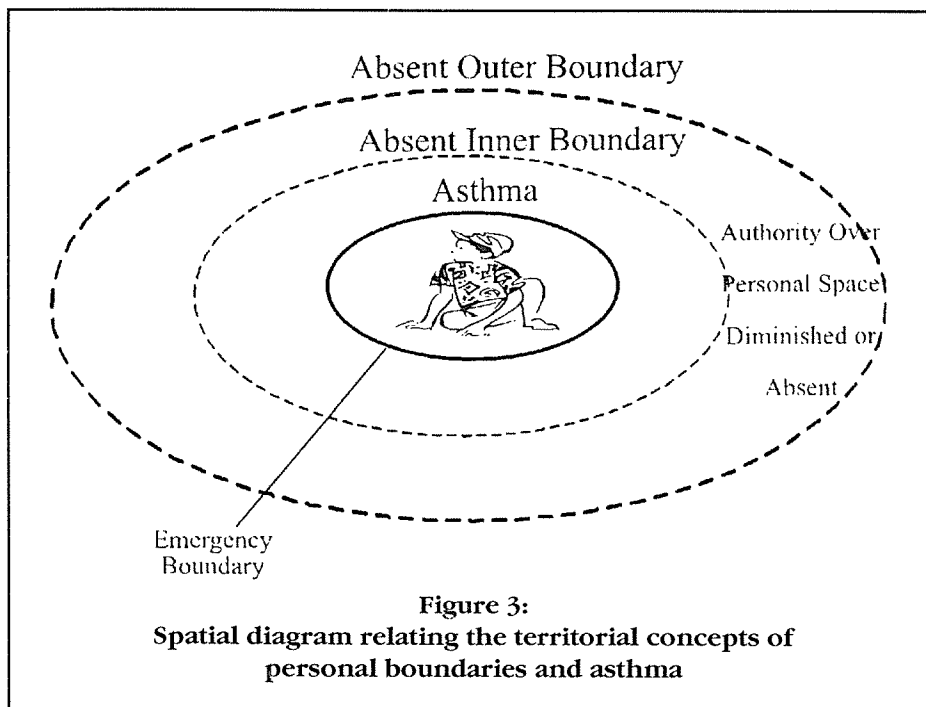 Absent Outer Boundary
Absent Inner Boundary
Asthma
Authority Over
Personal Space
Diminished or
Absent
Emergency
Boundary
Figure 3:
Spatial diagram relating the territorial concepts of
personal boundaries and asthma